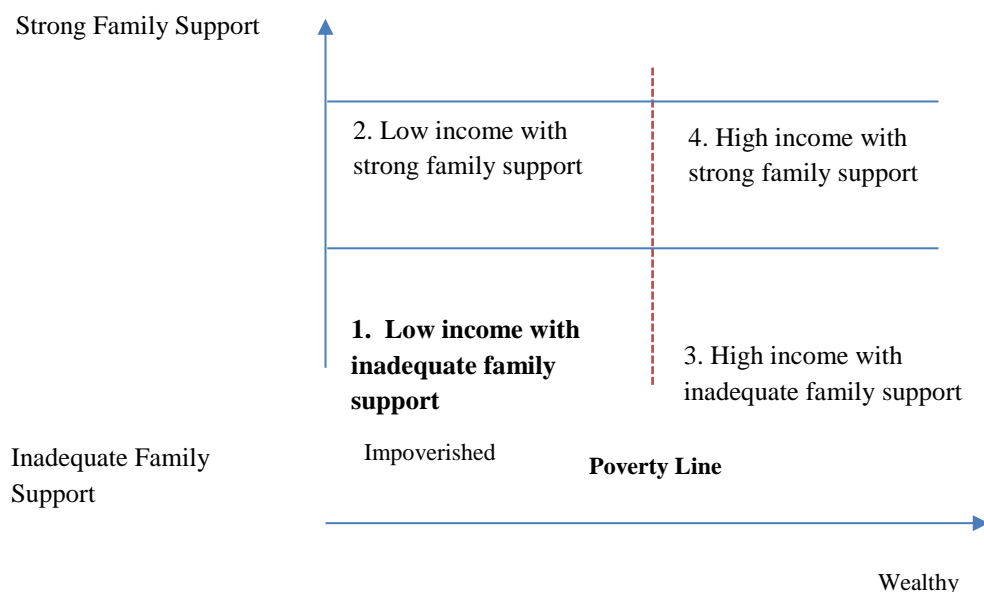 Strong Family Support
2. Low income with
strong family support
4. High income with
strong family support
1.  Low income with
inadequate family
support
3. High income with
inadequate family support
Inadequate Family
Support
Impoverished
Poverty Line
Wealthy